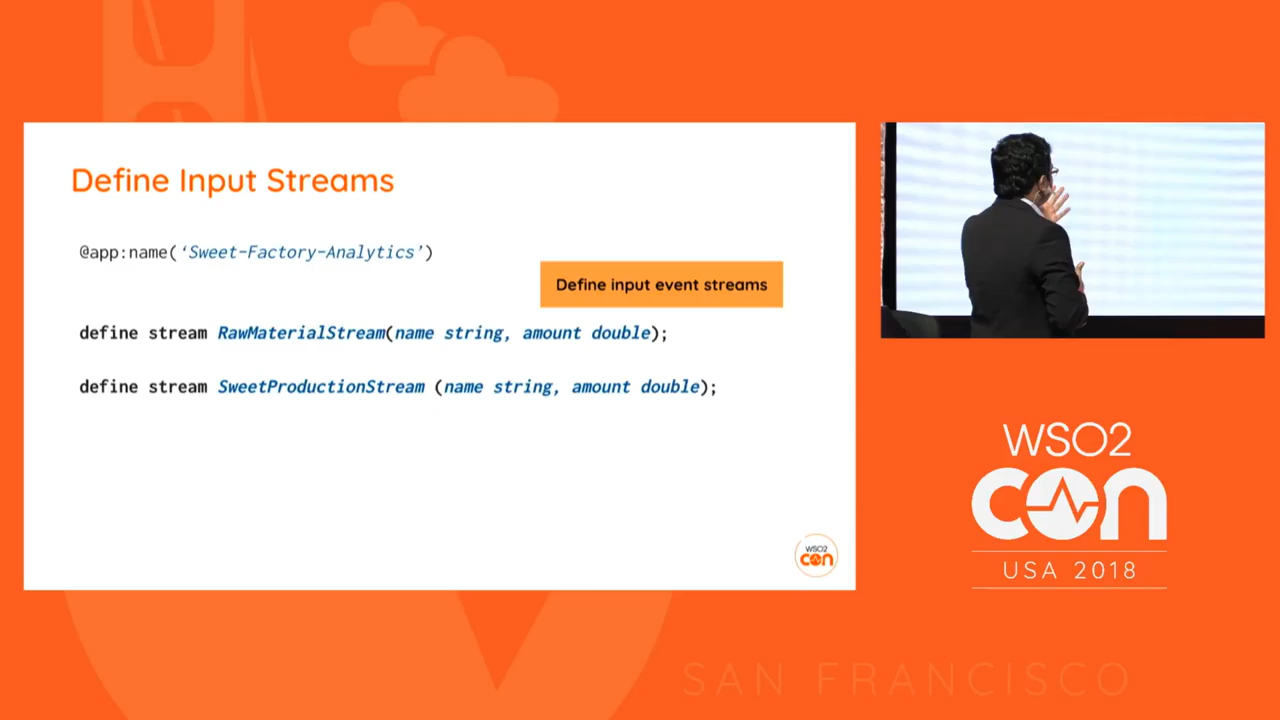 Define Input Streams
@app:name(‘Sweet-Factory-Analytics’)
Define input event streams
define stream RawMaterialStream(name string, amount double);
define stream SweetProductionStream (name string, amount double);
WSO2
con
WSO2
con
USA 2018
SAN FRANCISCO